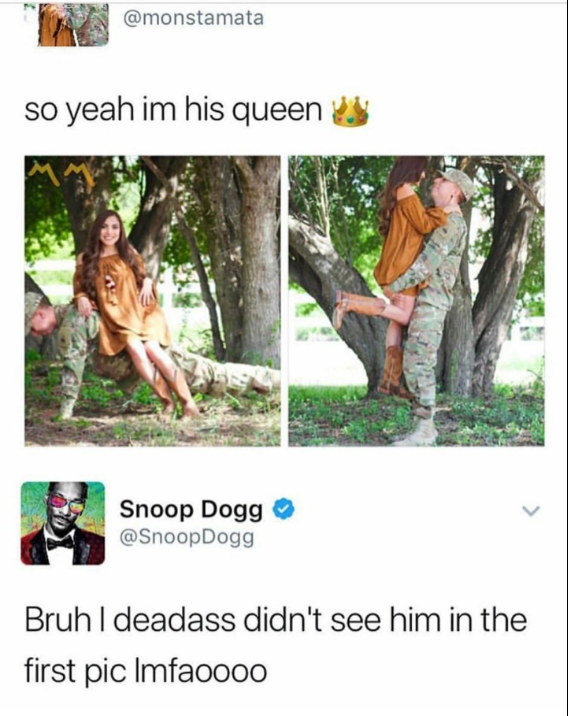 @monstamata
so yeah im his queen 👑
Snoop Dogg
@SnoopDogg
Bruh I deadass didn't see him in the
first pic lmfaoooo